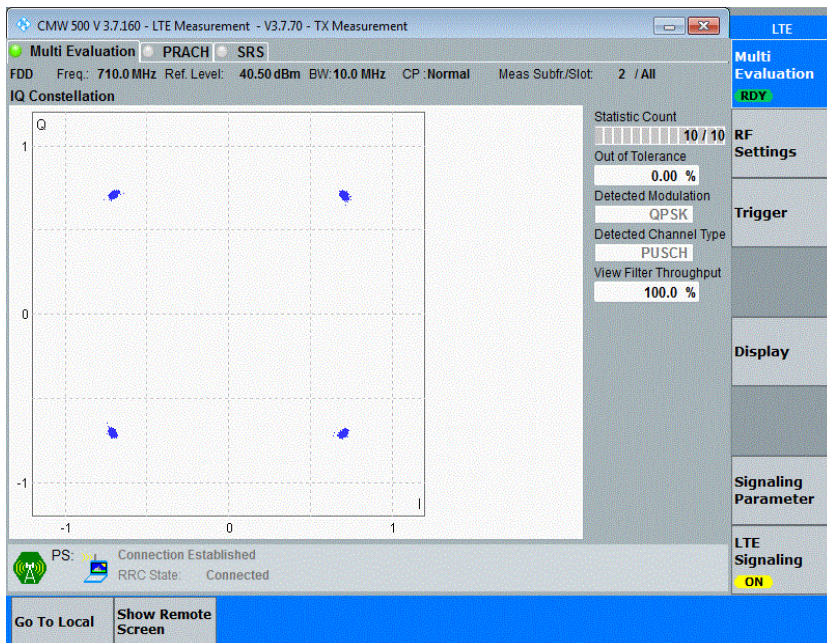 CMW 500 V 3.7.160 - LTE Measurement - V3.7.70 - TX Measurement
Multi Evaluation PRACH SRS
FDD Freq.: 710.0 MHz Ref. Level: 40.50 dBm BW: 10.0 MHz CP : Normal Meas Subfr./Slot: 2 / All
IQ Constellation
Q
1
0
-1
I
-1 0 1
Statistic Count
10 / 10
Out of Tolerance
0.00 %
Detected Modulation
QPSK
Detected Channel Type
PUSCH
View Filter Throughput
100.0 %
PS: Connection Established
RRC State: Connected
LTE
Multi
Evaluation
RDY
RF
Settings
Trigger
Display
Signaling
Parameter
LTE
Signaling
ON
Go To Local
Show Remote
Screen